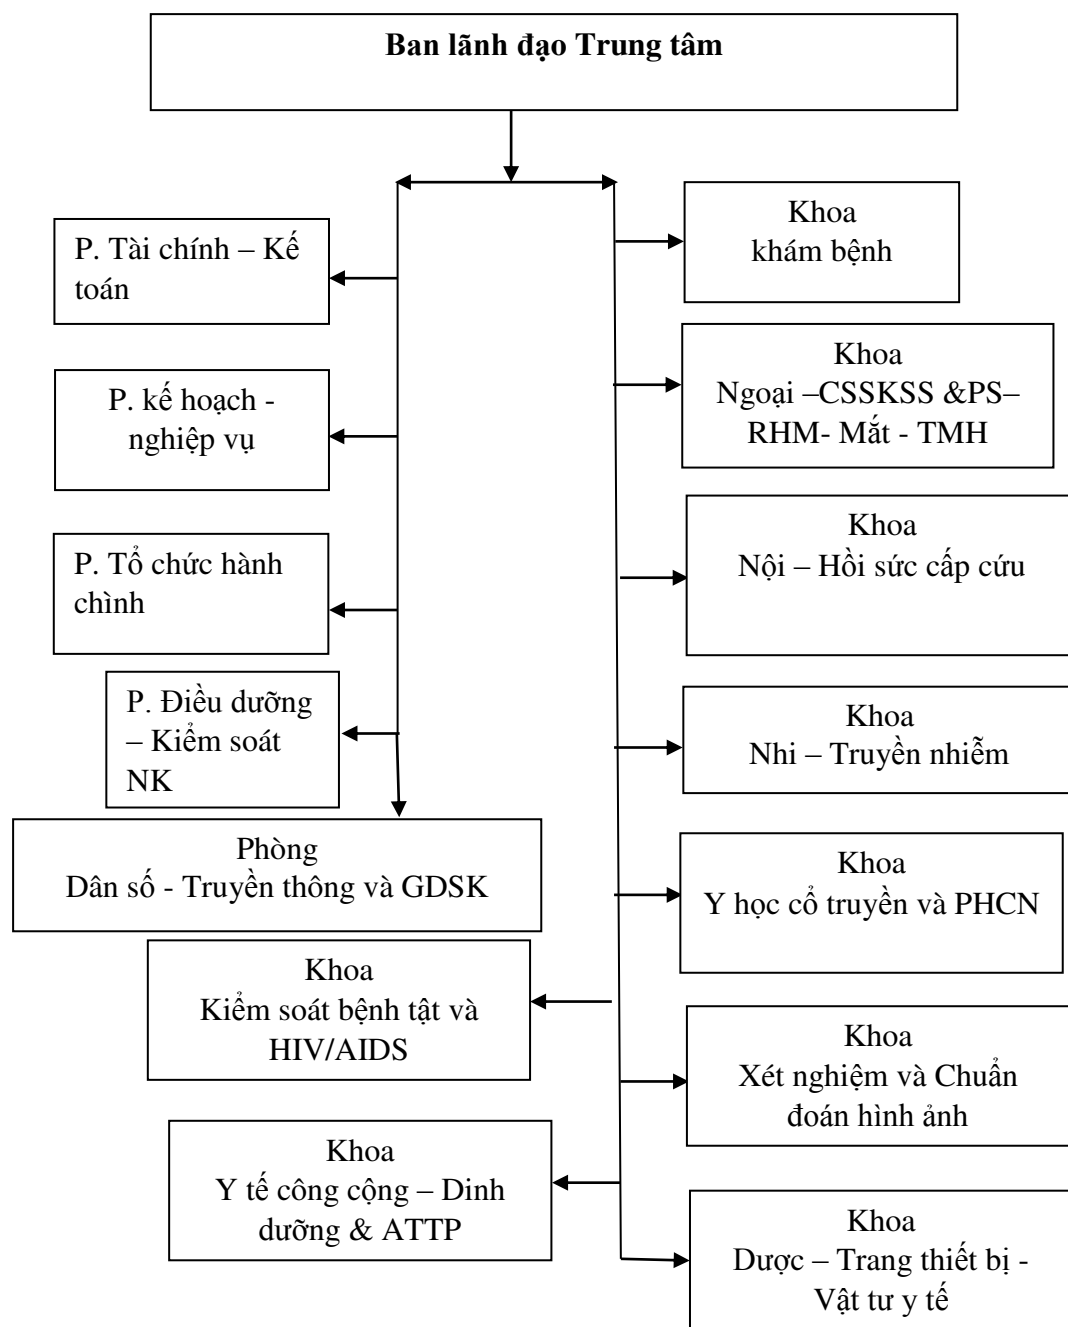 Ban lãnh đạo Trung tâm
P. Tài chính – Kế
toán
P. kế hoạch -
nghiệp vụ
P. Tổ chức hành
chình
P. Điều dưỡng
– Kiểm soát
NK
Phòng
Dân số - Truyền thông và GDSK
Khoa
Kiểm soát bệnh tật và
HIV/AIDS
Khoa
Y tế công cộng – Dinh
dưỡng & ATTP
Khoa
khám bệnh
Khoa
Ngoại –CSSKSS &PS–
RHM- Mắt - TMH
Khoa
Nội – Hồi sức cấp cứu
Khoa
Nhi – Truyền nhiễm
Khoa
Y học cổ truyền và PHCN
Khoa
Xét nghiệm và Chuẩn
đoán hình ảnh
Khoa
Dược – Trang thiết bị -
Vật tư y tế